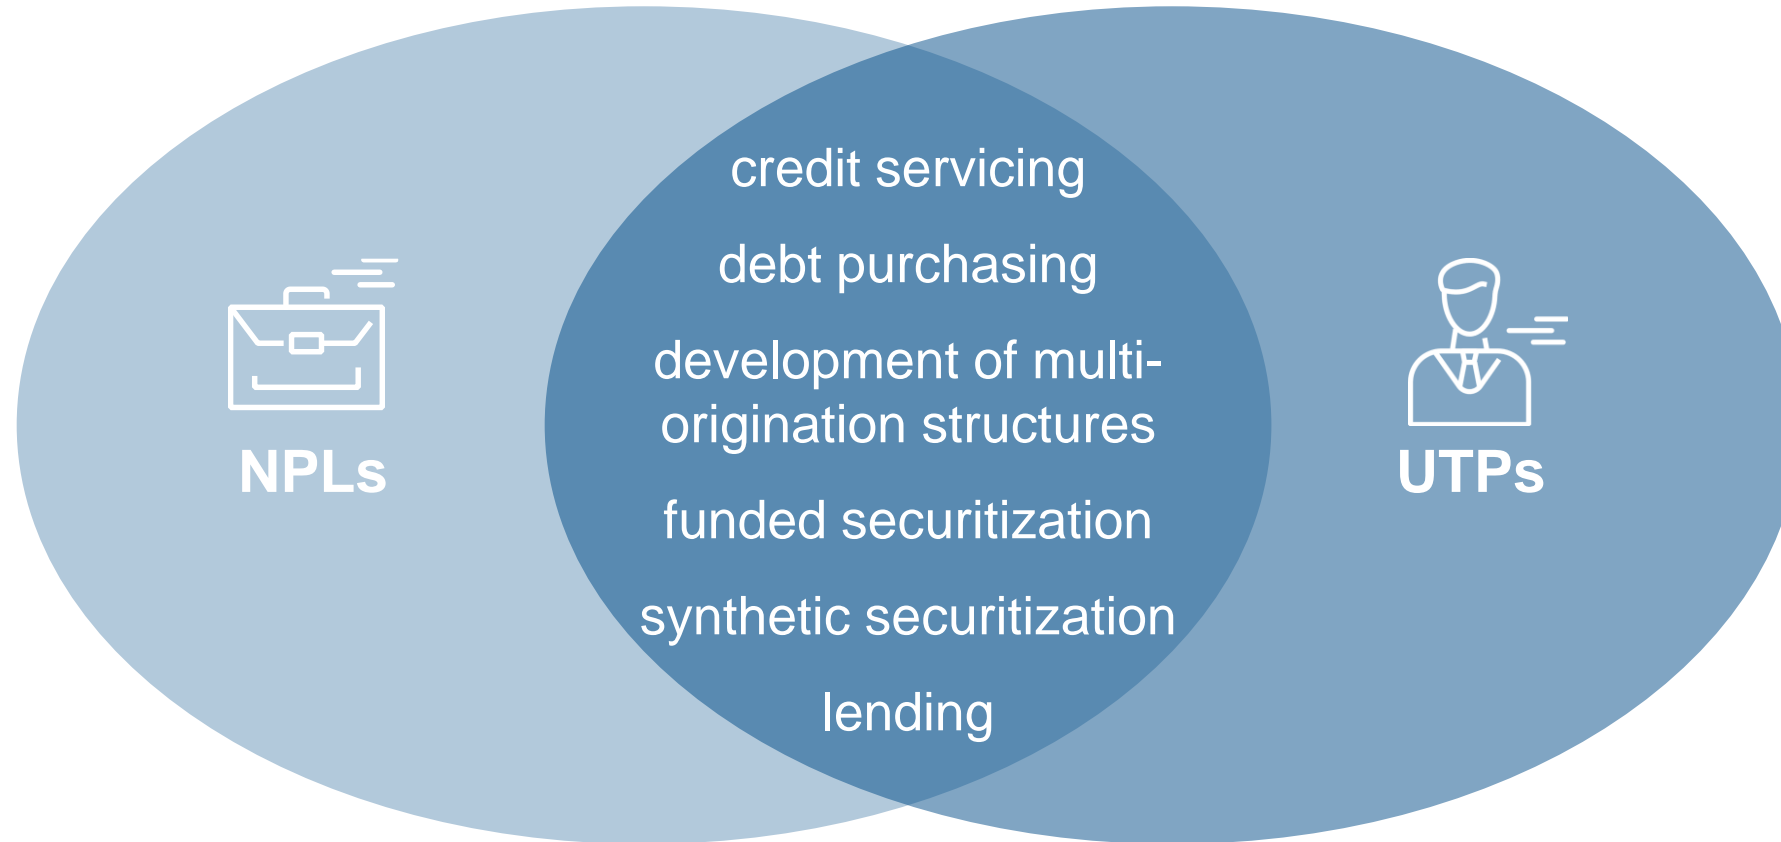 credit servicing
debt purchasing
development of multi-
origination structures
funded securitization
synthetic securitization
lending
NPLs
UTPs